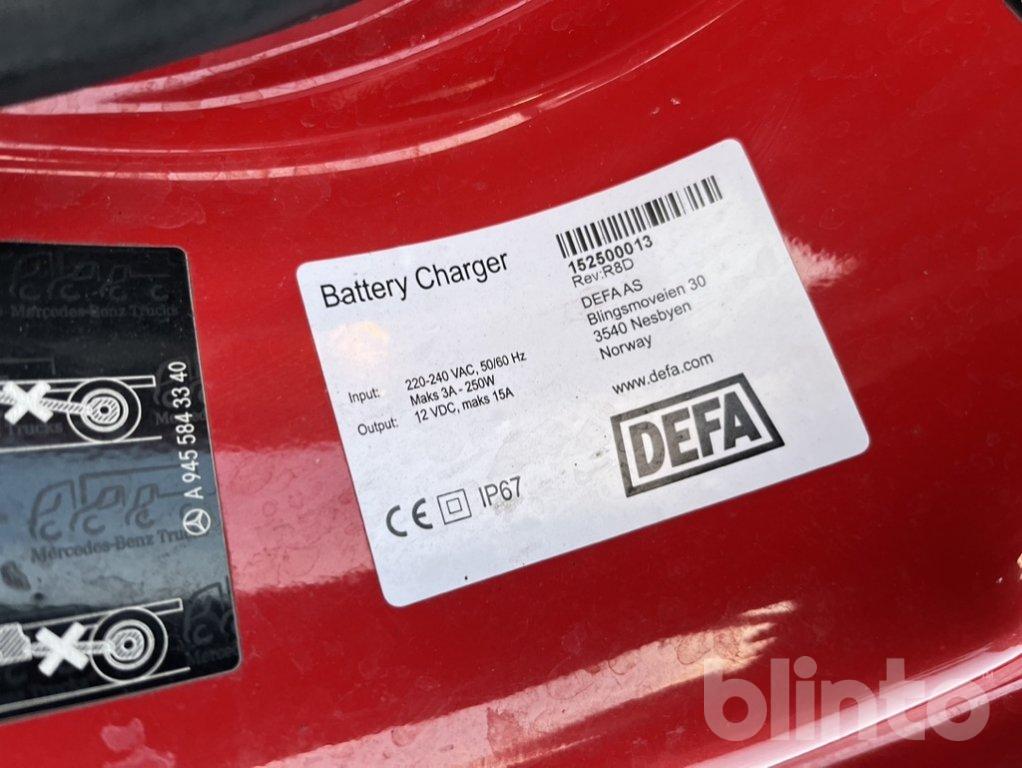 Battery Charger
152500013
Rev:R8D
DEFA AS
Blingsmoveien 30
3540 Nesbyen
Norway
www.defa.com
Input: 220-240 VAC, 50/60 Hz
Maks 3A - 250W
Output: 12 VDC, maks 15A
CE IP67
DEFA
Mercedes-Benz Trucks
Trucks
A 945 584 33 40
Mercedes-Benz Tru
blinto